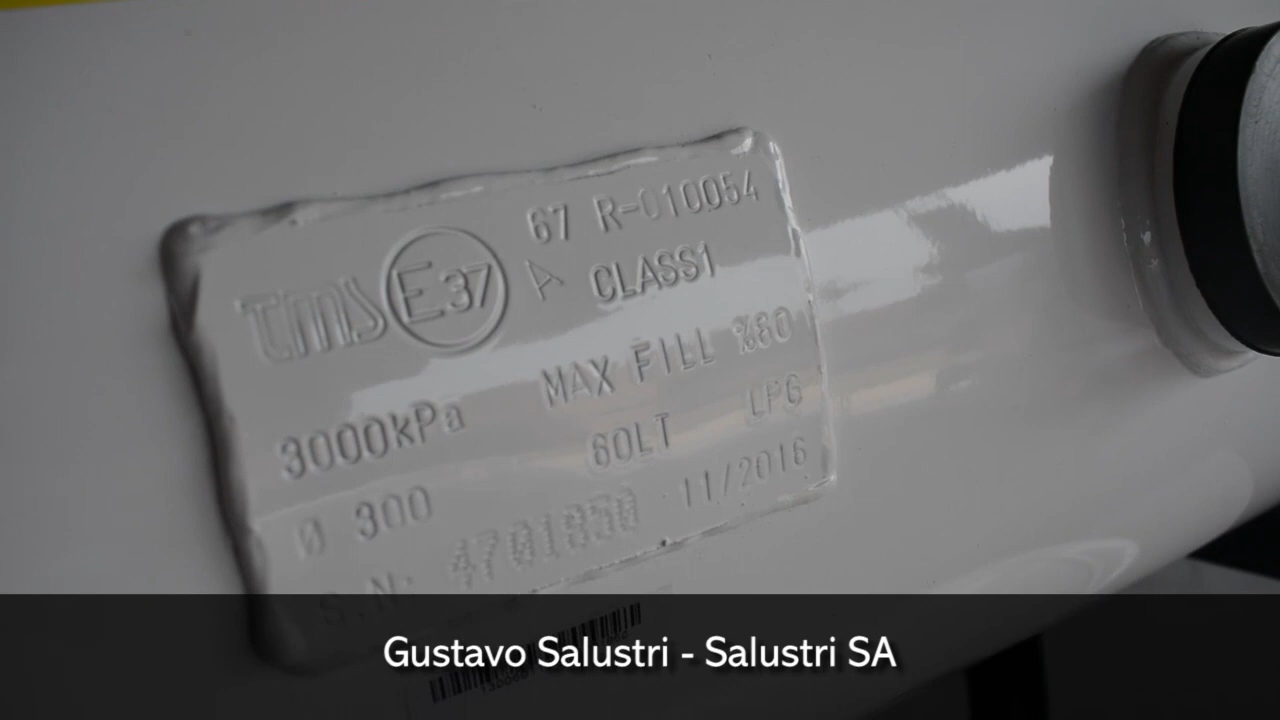 67 R-010054
tms E37 A CLASS1
MAX FILL %80
3000kPa
60LT LPG
Ø 300
11/2016
S.N: 4701850
Gustavo Salustri - Salustri SA